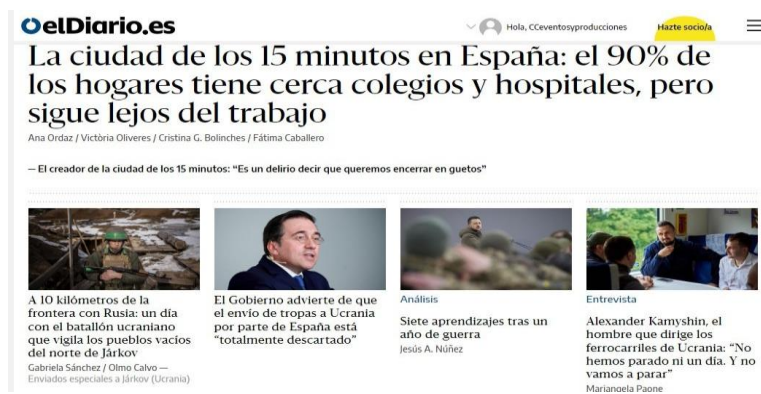 elDiario.es
Hola, CCeventosyproducciones
Hazte socio/a
La ciudad de los 15 minutos en España: el 90% de
los hogares tiene cerca colegios y hospitales, pero
sigue lejos del trabajo
Ana Ordaz / Victòria Oliveres / Cristina G. Bolinches / Fátima Caballero
— El creador de la ciudad de los 15 minutos: “Es un delirio decir que queremos encerrar en guetos”
A 10 kilómetros de la
frontera con Rusia: un día
con el batallón ucraniano
que vigila los pueblos vacíos
del norte de Járkov
Gabriela Sánchez / Olmo Calvo —
Enviados especiales a Járkov (Ucrania)
El Gobierno advierte de que
el envío de tropas a Ucrania
por parte de España está
“totalmente descartado”
Análisis
Siete aprendizajes tras un
año de guerra
Jesús A. Núñez
Entrevista
Alexander Kamyshin, el
hombre que dirige los
ferrocarriles de Ucrania: “No
hemos parado ni un día. Y no
vamos a parar”
Mariangela Paone